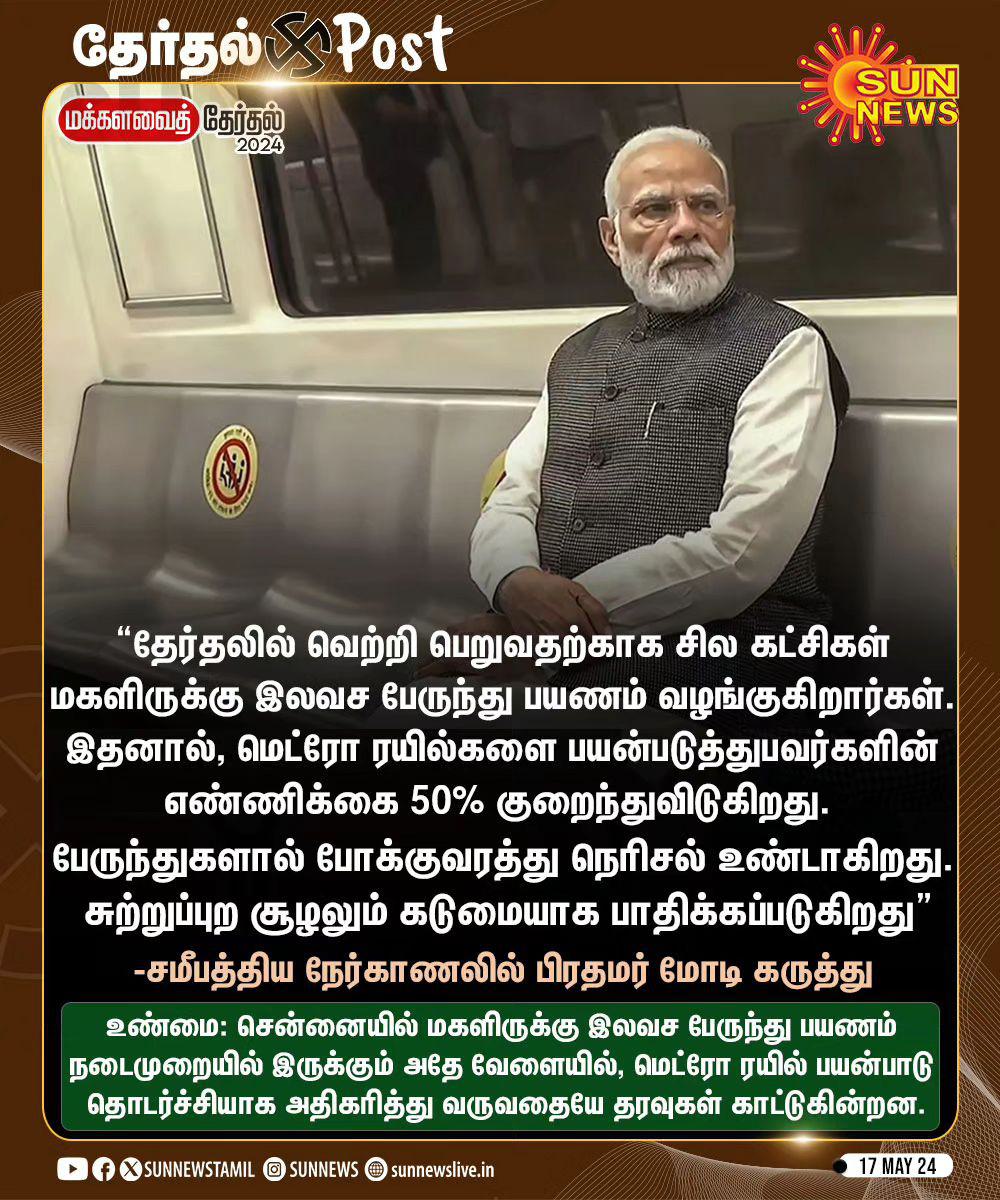 தேர்தல் Post
SUN
NEWS
மக்களவைத் தேர்தல்
2024
“தேர்தலில் வெற்றி பெறுவதற்காக சில கட்சிகள்
மகளிருக்கு இலவச பேருந்து பயணம் வழங்குகிறார்கள்.
இதனால், மெட்ரோ ரயில்களை பயன்படுத்துபவர்களின்
எண்ணிக்கை 50% குறைந்துவிடுகிறது.
பேருந்துகளால் போக்குவரத்து நெரிசல் உண்டாகிறது.
சுற்றுப்புற சூழலும் கடுமையாக பாதிக்கப்படுகிறது”
-சமீபத்திய நேர்காணலில் பிரதமர் மோடி கருத்து
உண்மை: சென்னையில் மகளிருக்கு இலவச பேருந்து பயணம்
நடைமுறையில் இருக்கும் அதே வேளையில், மெட்ரோ ரயில் பயன்பாடு
தொடர்ச்சியாக அதிகரித்து வருவதையே தரவுகள் காட்டுகின்றன.
SUNNEWSTAMIL SUNNEWS sunnewslive.in
17 MAY 24